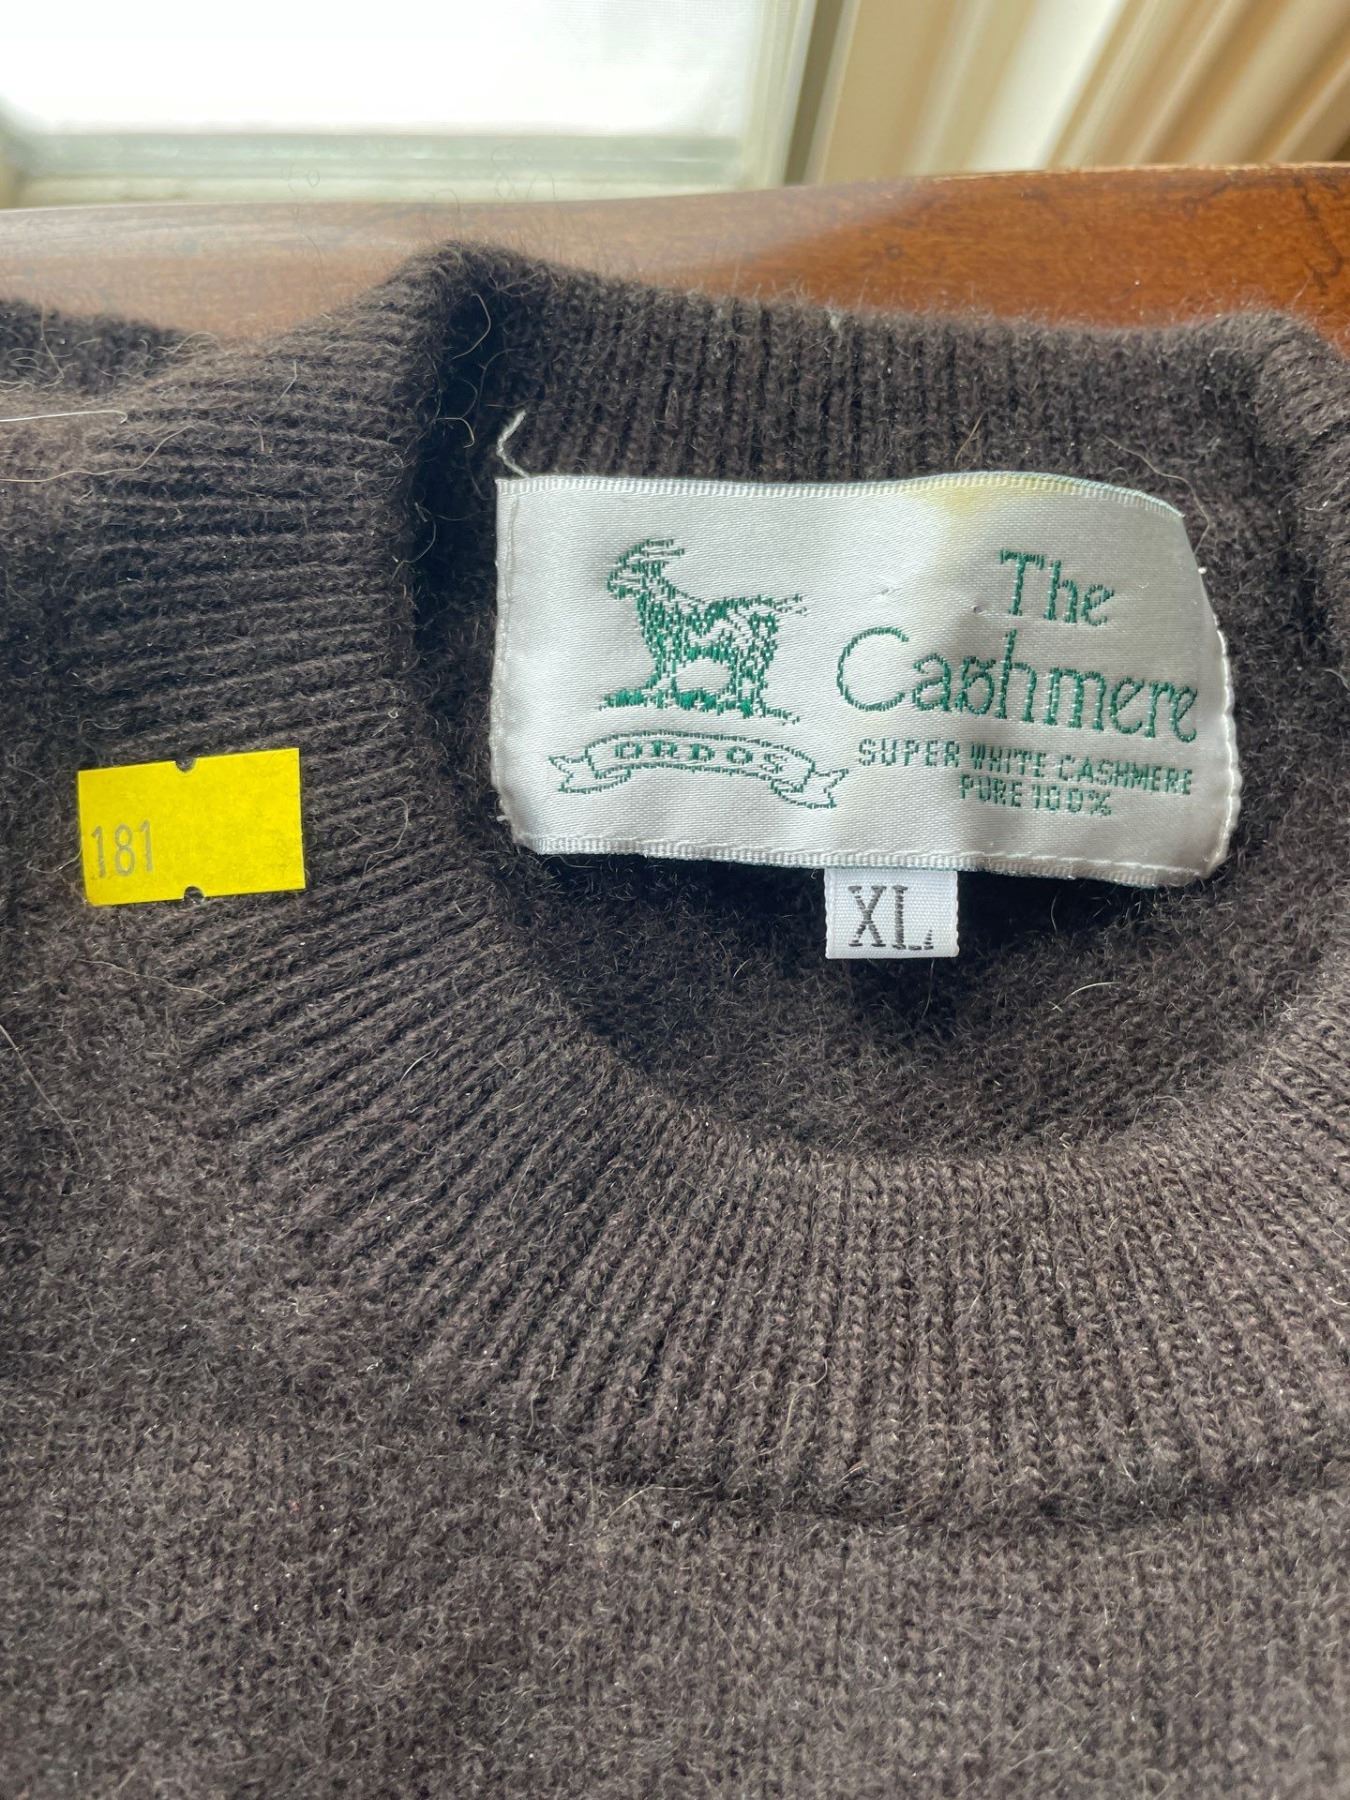 The
Cashmere
ORDOS
SUPER WHITE CASHMERE
PURE 100%
XL
181